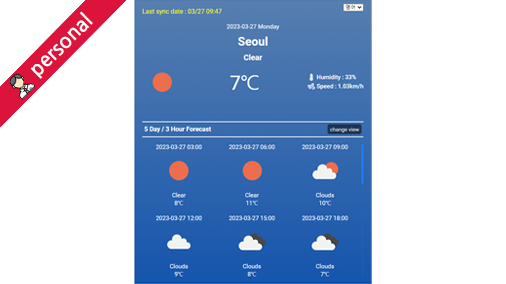 personal
Last sync date : 03/27 09:47
영어
2023-03-27 Monday
Seoul
Clear
7℃
Humidity : 33%
Speed : 1.03km/h
5 Day / 3 Hour Forecast
change view
2023-03-27 03:00 2023-03-27 06:00 2023-03-27 09:00
Clear Clear Clouds
8℃ 11℃ 10℃
2023-03-27 12:00 2023-03-27 15:00 2023-03-27 18:00
Clouds Clouds Clouds
9℃ 8℃ 7℃